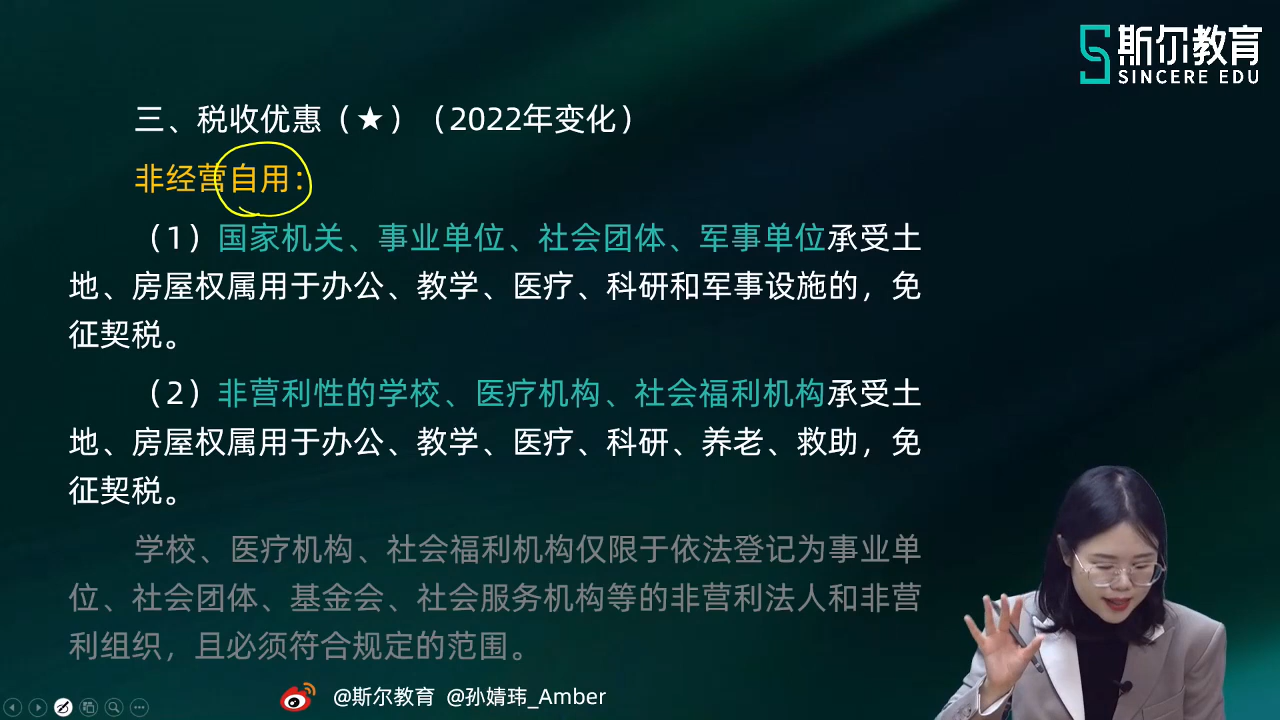 斯尔教育
SINCERE EDU
三、税收优惠（★）（2022年变化）
非经营自用：
（1）国家机关、事业单位、社会团体、军事单位承受土
地、房屋权属用于办公、教学、医疗、科研和军事设施的，免
征契税。
（2）非营利性的学校、医疗机构、社会福利机构承受土
地、房屋权属用于办公、教学、医疗、科研、养老、救助，免
征契税。
学校、医疗机构、社会福利机构仅限于依法登记为事业单
位、社会团体、基金会、社会服务机构等的非营利法人和非营
利组织，且必须符合规定的范围。
@斯尔教育 @孙婧玮_Amber